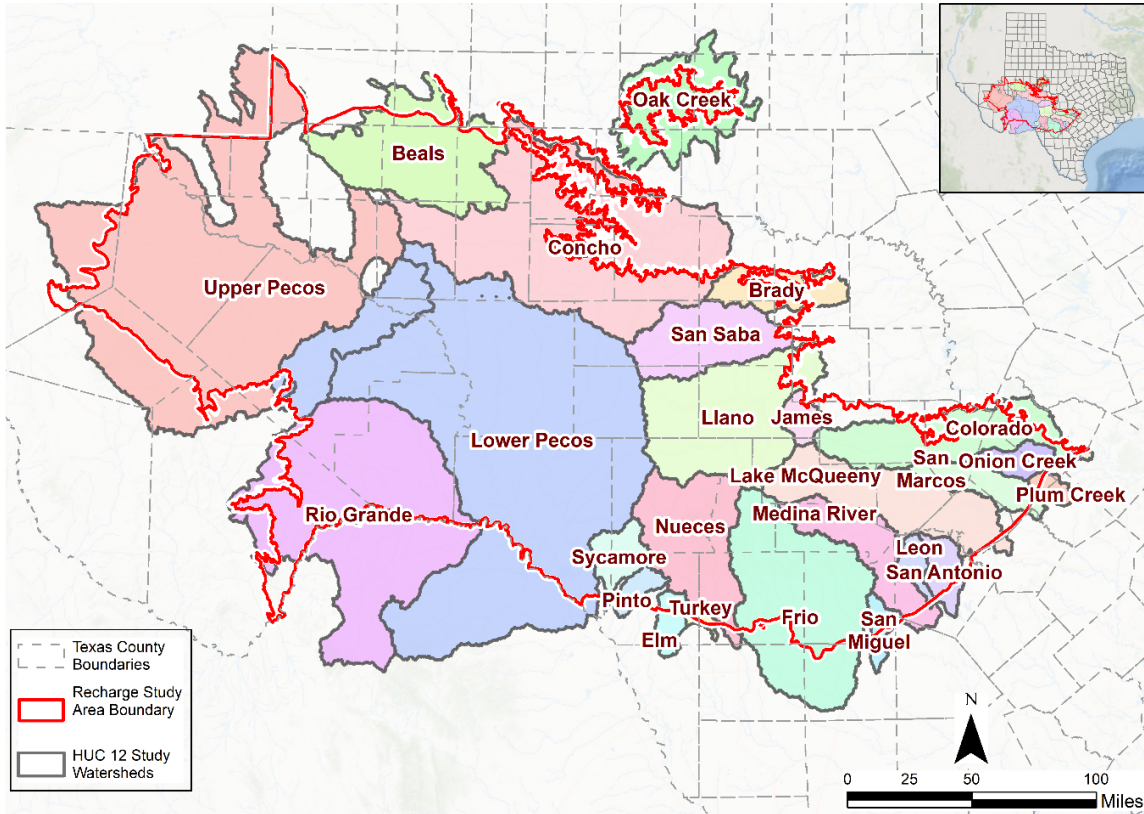 Oak Creek
Beals
Concho
Upper Pecos
Brady
San Saba
Llano
James
Colorado
Lower Pecos
San
Marcos
Onion Creek
Lake McQueeny
Plum Creek
Rio Grande
Nueces
Medina River
Leon
San Antonio
Sycamore
Pinto
Turkey
Frio
San
Miguel
Elm
Texas County
Boundaries
Recharge Study
Area Boundary
HUC 12 Study
Watersheds
N
0 25 50 100
Miles